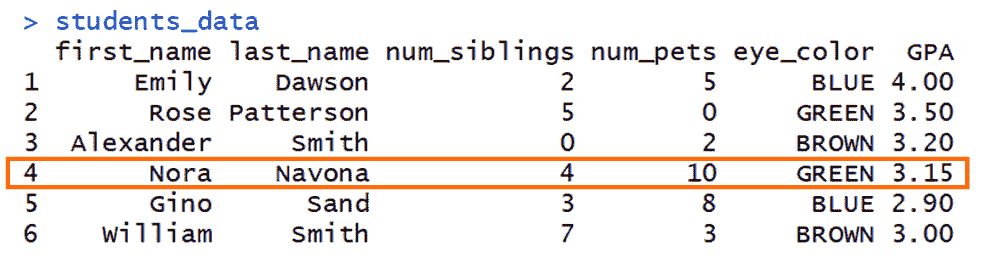 > students_data
first_name last_name num_siblings num_pets eye_color GPA
1 Emily Dawson 2 5 BLUE 4.00
2 Rose Patterson 5 0 GREEN 3.50
3 Alexander Smith 0 2 BROWN 3.20
4 Nora Navona 4 10 GREEN 3.15
5 Gino Sand 3 8 BLUE 2.90
6 William Smith 7 3 BROWN 3.00